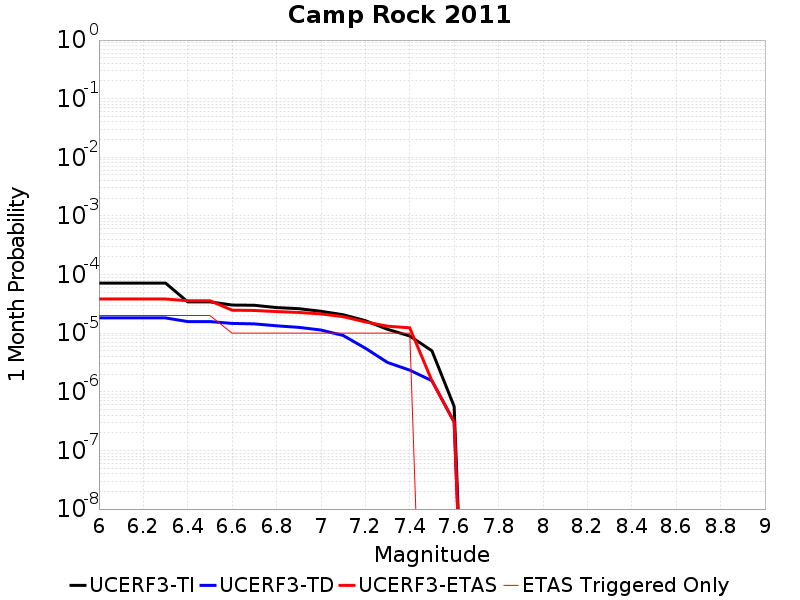 Camp Rock 2011
10^0
10^-1
10^-2
10^-3
10^-4
10^-5
10^-6
10^-7
10^-8
1 Month Probability
6 6.2 6.4 6.6 6.8 7 7.2 7.4 7.6 7.8 8 8.2 8.4 8.6 8.8 9
Magnitude
UCERF3-TI UCERF3-TD UCERF3-ETAS ETAS Triggered Only